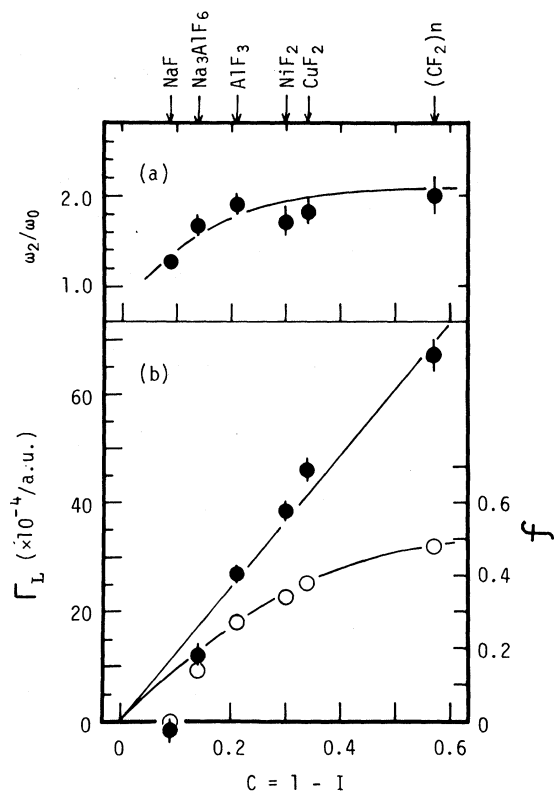 NaF
Na3AlF6
AlF3
NiF2
CuF2
(CF2)n
(a)
2.0
1.0
ω2/ω0
(b)
60
40
20
0
ΓL (×10−4/a.u.)
0.6
0.4
0.2
0
f
0 0.2 0.4 0.6
C = 1 - I